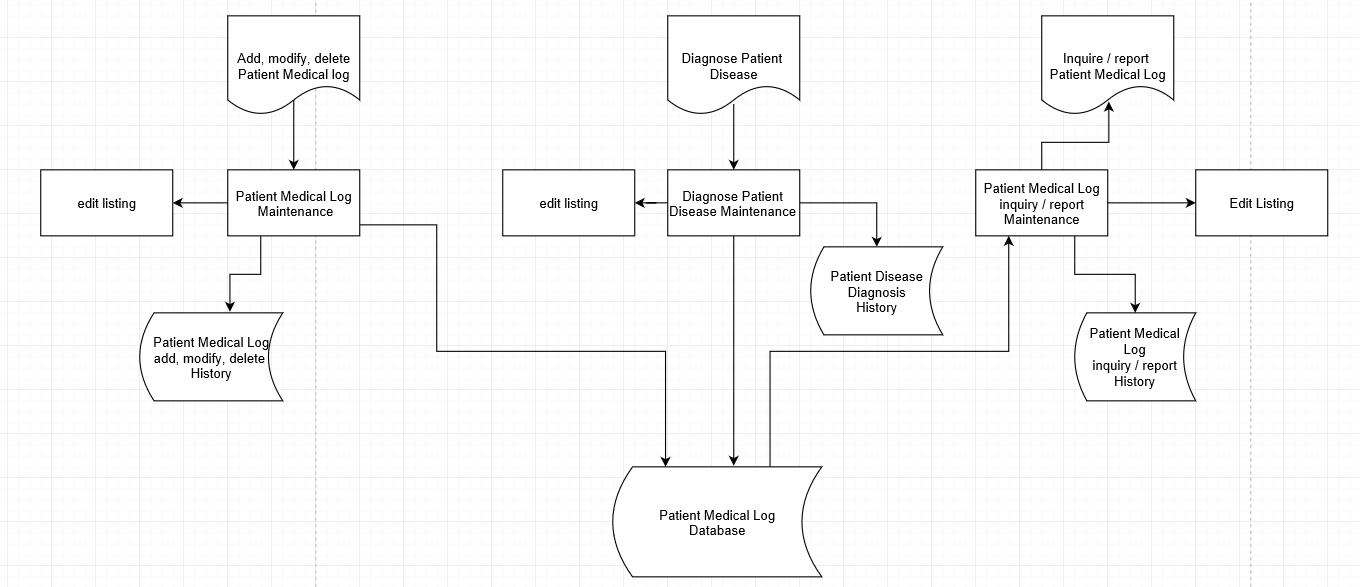 Add, modify, delete
Patient Medical log
Diagnose Patient
Disease
Inquire / report
Patient Medical Log
edit listing
Patient Medical Log
Maintenance
edit listing
Diagnose Patient
Disease Maintenance
Patient Medical Log
inquiry / report
Maintenance
Edit Listing
Patient Disease
Diagnosis
History
Patient Medical Log
add, modify, delete
History
Patient Medical
Log
inquiry / report
History
Patient Medical Log
Database